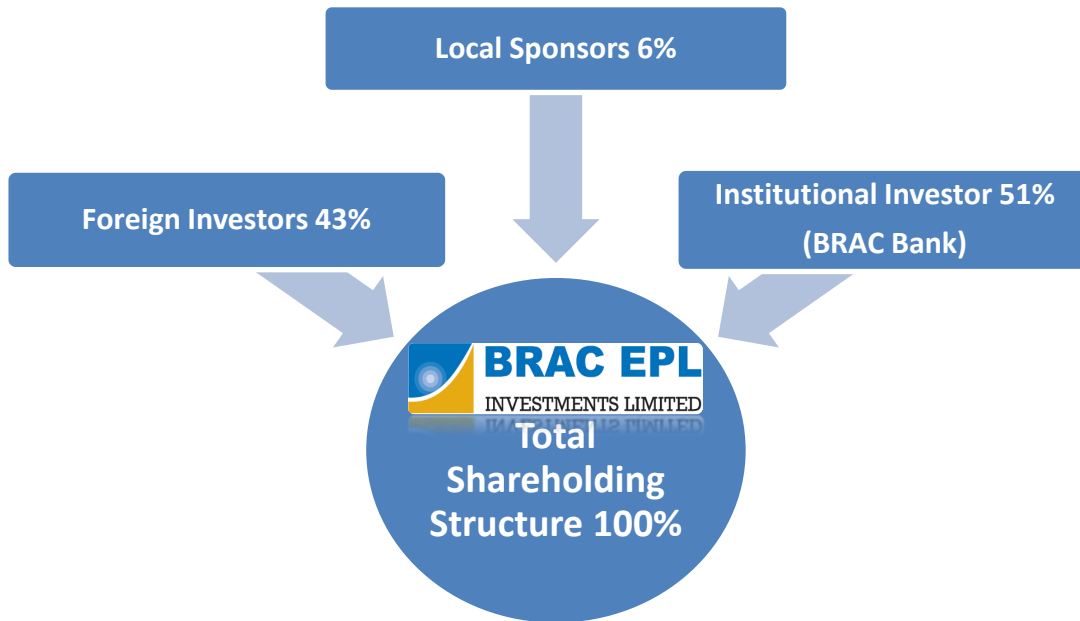 Local Sponsors 6%
Foreign Investors 43%
Institutional Investor 51%
(BRAC Bank)
BRAC EPL
INVESTMENTS LIMITED
Total
Shareholding
Structure 100%